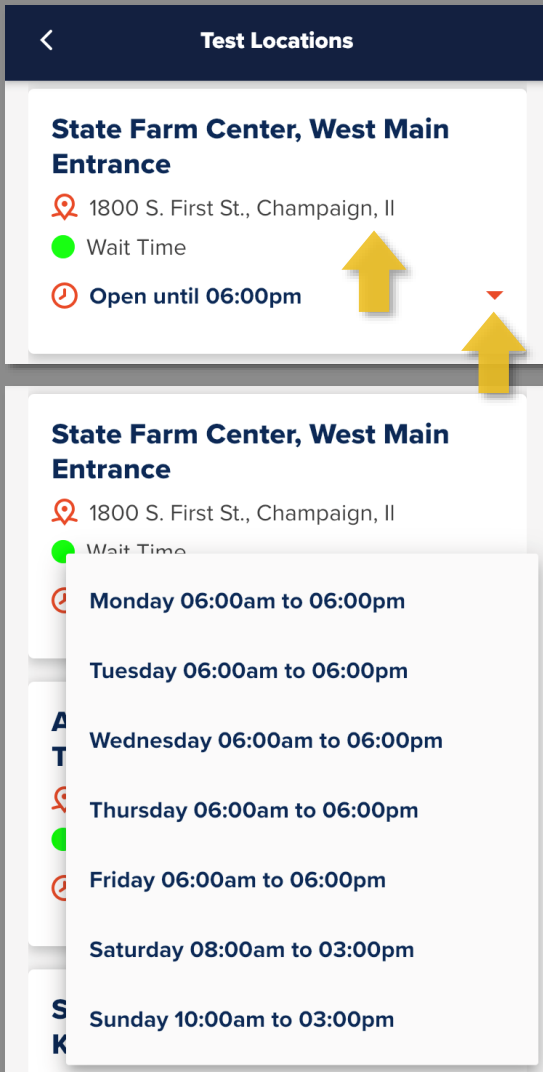 Test Locations
State Farm Center, West Main
Entrance
1800 S. First St., Champaign, Il
Wait Time
Open until 06:00pm
State Farm Center, West Main
Entrance
1800 S. First St., Champaign, Il
Wait Time
Monday 06:00am to 06:00pm
Tuesday 06:00am to 06:00pm
Wednesday 06:00am to 06:00pm
Thursday 06:00am to 06:00pm
Friday 06:00am to 06:00pm
Saturday 08:00am to 03:00pm
Sunday 10:00am to 03:00pm